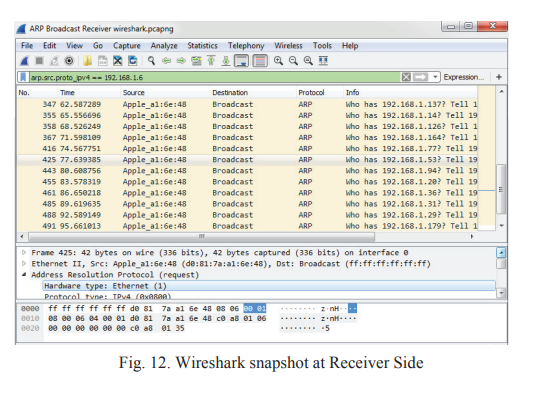 ARP Broadcast Receiver wireshark.pcapng
File Edit View Go Capture Analyze Statistics Telephony Wireless Tools Help
arp.src.proto_ipv4 == 192.168.1.6 Expression... +
No. Time Source Destination Protocol Info
347 62.587289 Apple_a1:6e:48 Broadcast ARP Who has 192.168.1.137? Tell 1
355 65.556696 Apple_a1:6e:48 Broadcast ARP Who has 192.168.1.14? Tell 19
358 68.526249 Apple_a1:6e:48 Broadcast ARP Who has 192.168.1.126? Tell 1
367 71.598109 Apple_a1:6e:48 Broadcast ARP Who has 192.168.1.164? Tell 1
416 74.567751 Apple_a1:6e:48 Broadcast ARP Who has 192.168.1.77? Tell 19
425 77.639385 Apple_a1:6e:48 Broadcast ARP Who has 192.168.1.53? Tell 19
443 80.608756 Apple_a1:6e:48 Broadcast ARP Who has 192.168.1.94? Tell 19
455 83.578319 Apple_a1:6e:48 Broadcast ARP Who has 192.168.1.20? Tell 19
461 86.650218 Apple_a1:6e:48 Broadcast ARP Who has 192.168.1.36? Tell 19
485 89.619635 Apple_a1:6e:48 Broadcast ARP Who has 192.168.1.31? Tell 19
488 92.589149 Apple_a1:6e:48 Broadcast ARP Who has 192.168.1.29? Tell 19
491 95.661013 Apple_a1:6e:48 Broadcast ARP Who has 192.168.1.179? Tell 1
Frame 425: 42 bytes on wire (336 bits), 42 bytes captured (336 bits) on interface 0
Ethernet II, Src: Apple_a1:6e:48 (d0:81:7a:a1:6e:48), Dst: Broadcast (ff:ff:ff:ff:ff:ff)
Address Resolution Protocol (request)
Hardware type: Ethernet (1)
Protocol type: IPv4 (0x0800)
0000 ff ff ff ff ff ff d0 81 7a a1 6e 48 08 06 00 01 ........ z.nH....
0010 08 00 06 04 00 01 d0 81 7a a1 6e 48 c0 a8 01 06 ........ z.nH....
0020 00 00 00 00 00 00 c0 a8 01 35 ........ .5
Fig. 12. Wireshark snapshot at Receiver Side